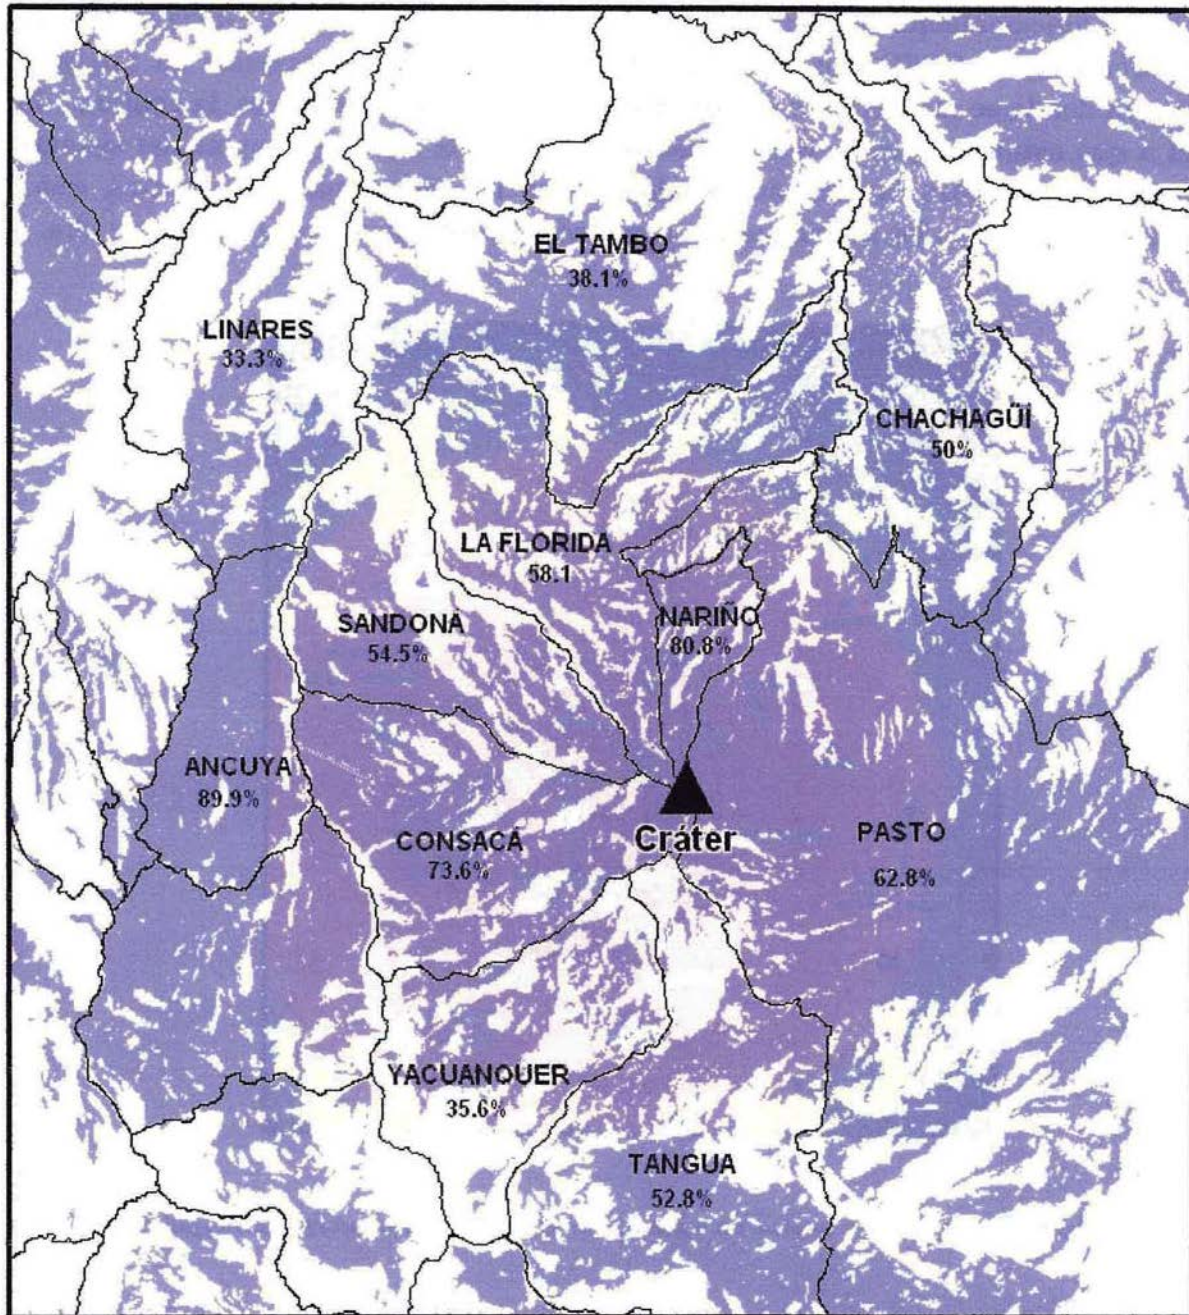 EL TAMBO
38.1%
LINARES
33.3%
CHACHAGÜI
50%
LA FLORIDA
58.1
SANDONA
54.5%
NARIÑO
80.8%
ANCUYA
89.9%
CONSACÁ
73.6%
Cráter
PASTO
62.8%
YACUANQUER
35.6%
TANGUA
52.8%